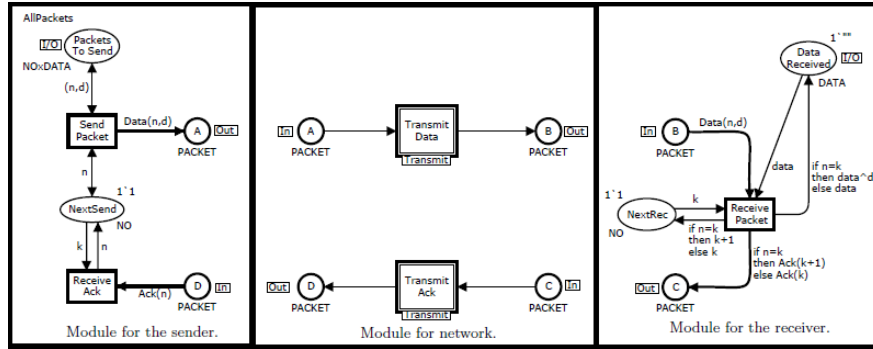 AllPackets
I/O
Packets
To Send
NOxDATA
(n,d)
Send
Packet
Data(n,d)
A
Out
PACKET
n
1`1
NextSend
NO
k
n
Receive
Ack
Ack(n)
D
In
PACKET
Module for the sender.
In
A
PACKET
Transmit
Data
Transmit
B
Out
PACKET
Out
D
PACKET
Transmit
Ack
Transmit
C
In
PACKET
Module for network.
1`""
Data
Received
I/O
DATA
Data(n,d)
In
B
PACKET
data
if n=k
then data^d
else data
1`1
NextRec
NO
k
Receive
Packet
if n=k
then k+1
else k
if n=k
then Ack(k+1)
else Ack(k)
Out
C
PACKET
Module for the receiver.